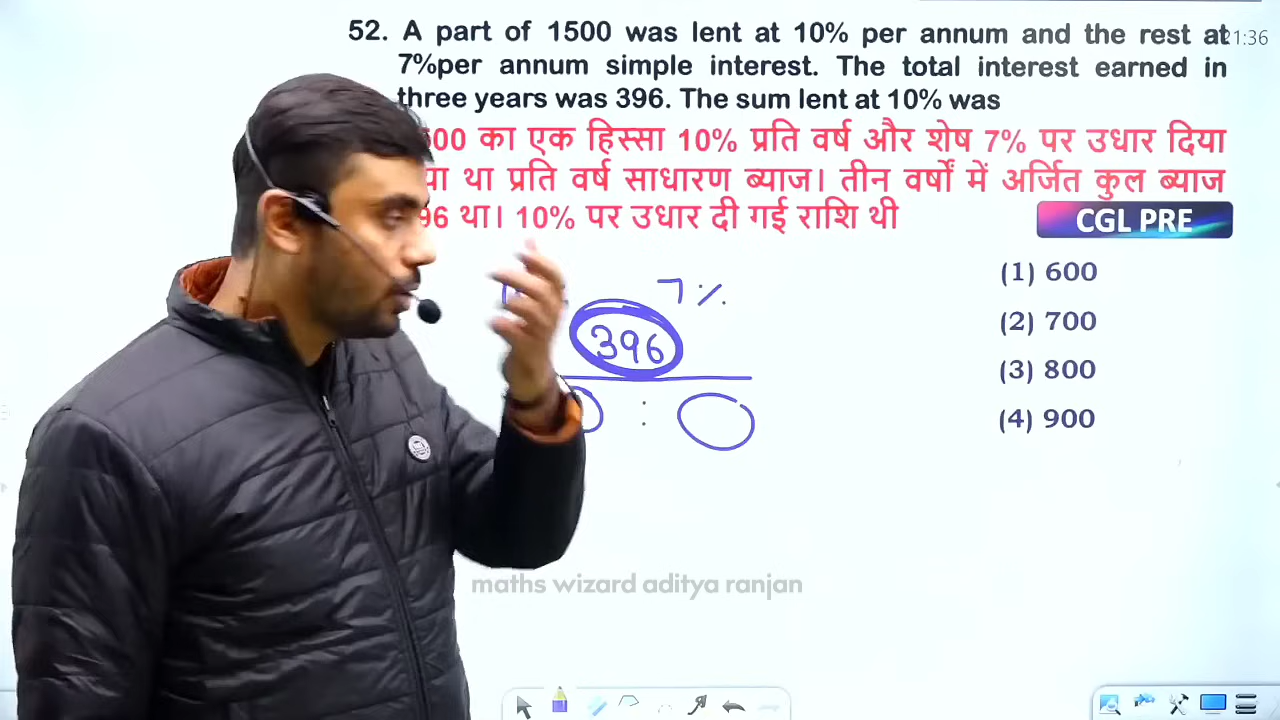 52. A part of 1500 was lent at 10% per annum and the rest at
7%per annum simple interest. The total interest earned in
three years was 396. The sum lent at 10% was
का एक हिस्सा 10% प्रति वर्ष और शेष 7% पर उधार दिया
था प्रति वर्ष साधारण ब्याज। तीन वर्षों में अर्जित कुल ब्याज
था। 10% पर उधार दी गई राशि थी
CGL PRE
(1) 600
(2) 700
(3) 800
(4) 900
7%
396
:
maths wizard aditya ranjan